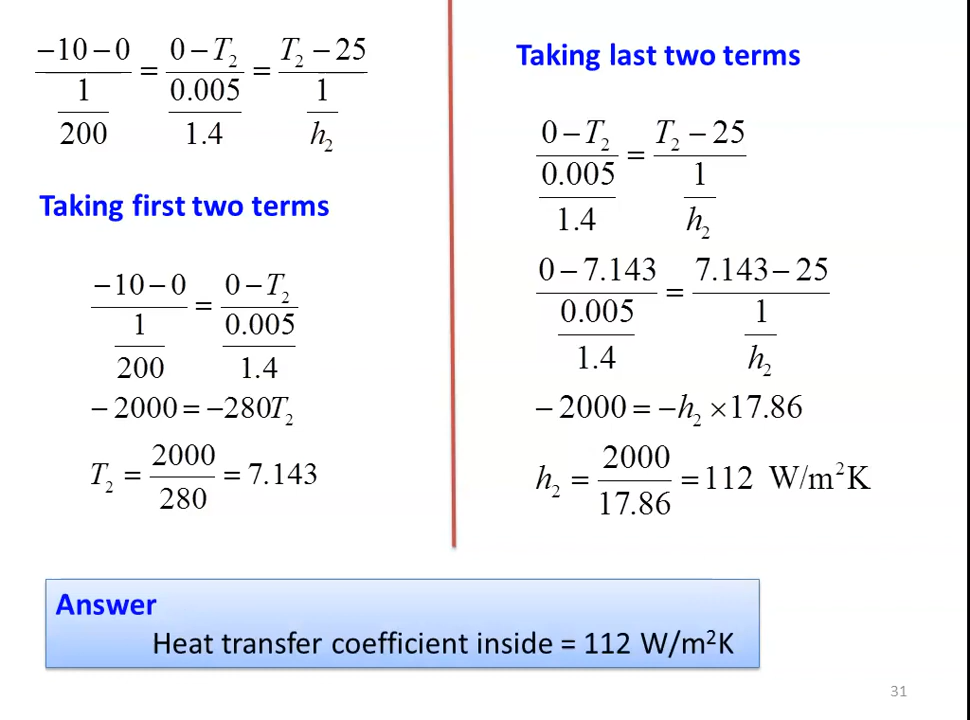 (−10 − 0)/(1/200) = (0 − T₂)/(0.005/1.4) = (T₂ − 25)/(1/h₂)
Taking first two terms
(−10 − 0)/(1/200) = (0 − T₂)/(0.005/1.4)
− 2000 = −280T₂
T₂ = 2000/280 = 7.143
Taking last two terms
(0 − T₂)/(0.005/1.4) = (T₂ − 25)/(1/h₂)
(0 − 7.143)/(0.005/1.4) = (7.143 − 25)/(1/h₂)
− 2000 = −h₂ × 17.86
h₂ = 2000/17.86 = 112 W/m²K
Answer
Heat transfer coefficient inside = 112 W/m²K
31